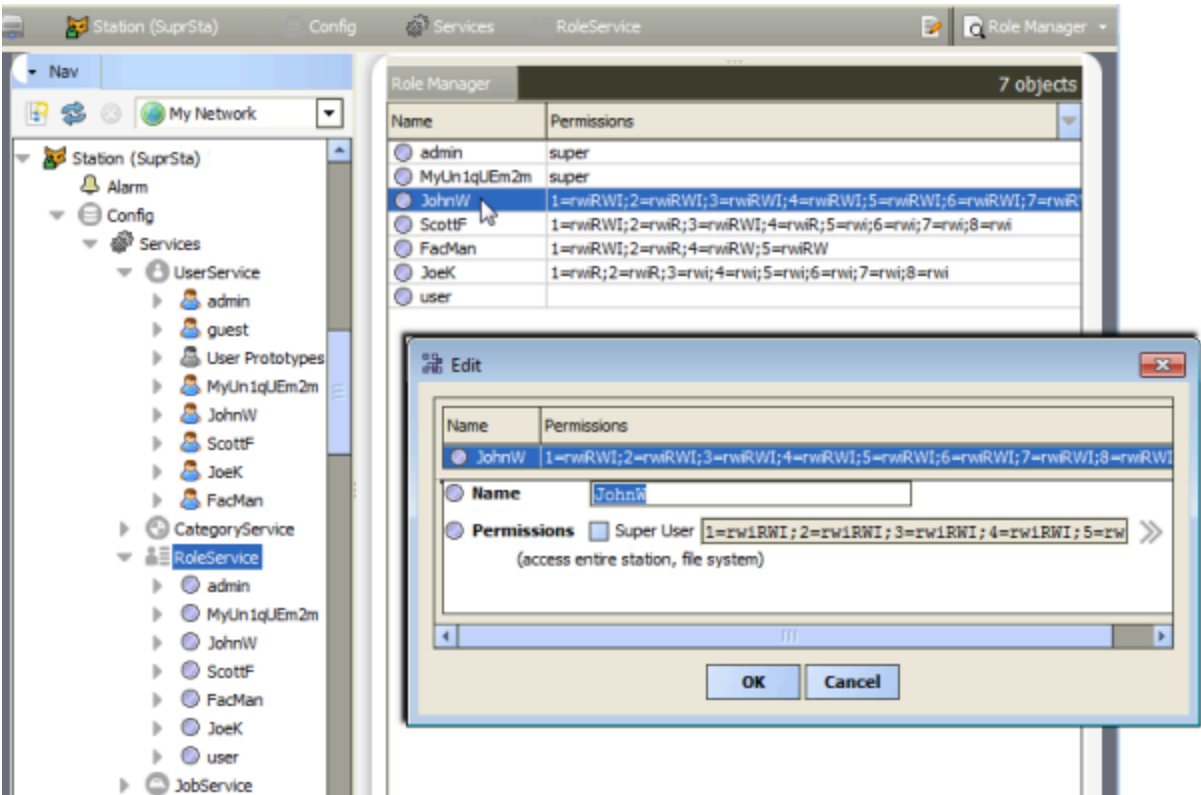 Station (SuprSta) Config Services RoleService Role Manager
Nav
My Network
Station (SuprSta)
Alarm
Config
Services
UserService
admin
guest
User Prototypes
MyUn1qUEm2m
JohnW
ScottF
JoeK
FacMan
CategoryService
RoleService
admin
MyUn1qUEm2m
JohnW
ScottF
FacMan
JoeK
user
JobService
Role Manager 7 objects
Name Permissions
admin super
MyUn1qUEm2m super
JohnW 1=rwiRWI;2=rwiRWI;3=rwiRWI;4=rwiRWI;5=rwiRWI;6=rwiRWI;7=rwiR
ScottF 1=rwiRWI;2=rwiR;3=rwiRWI;4=rwiR;5=rwi;6=rwi;7=rwi;8=rwi
FacMan 1=rwiRWI;2=rwiR;4=rwiRW;5=rwiRW
JoeK 1=rwiR;2=rwiR;3=rwi;4=rwi;5=rwi;6=rwi;7=rwi;8=rwi
user
Edit
Name Permissions
JohnW 1=rwiRWI;2=rwiRWI;3=rwiRWI;4=rwiRWI;5=rwiRWI;6=rwiRWI;7=rwiRWI;8=rwiRWI
Name JohnW
Permissions Super User 1=rwiRWI;2=rwiRWI;3=rwiRWI;4=rwiRWI;5=rw
(access entire station, file system)
OK Cancel